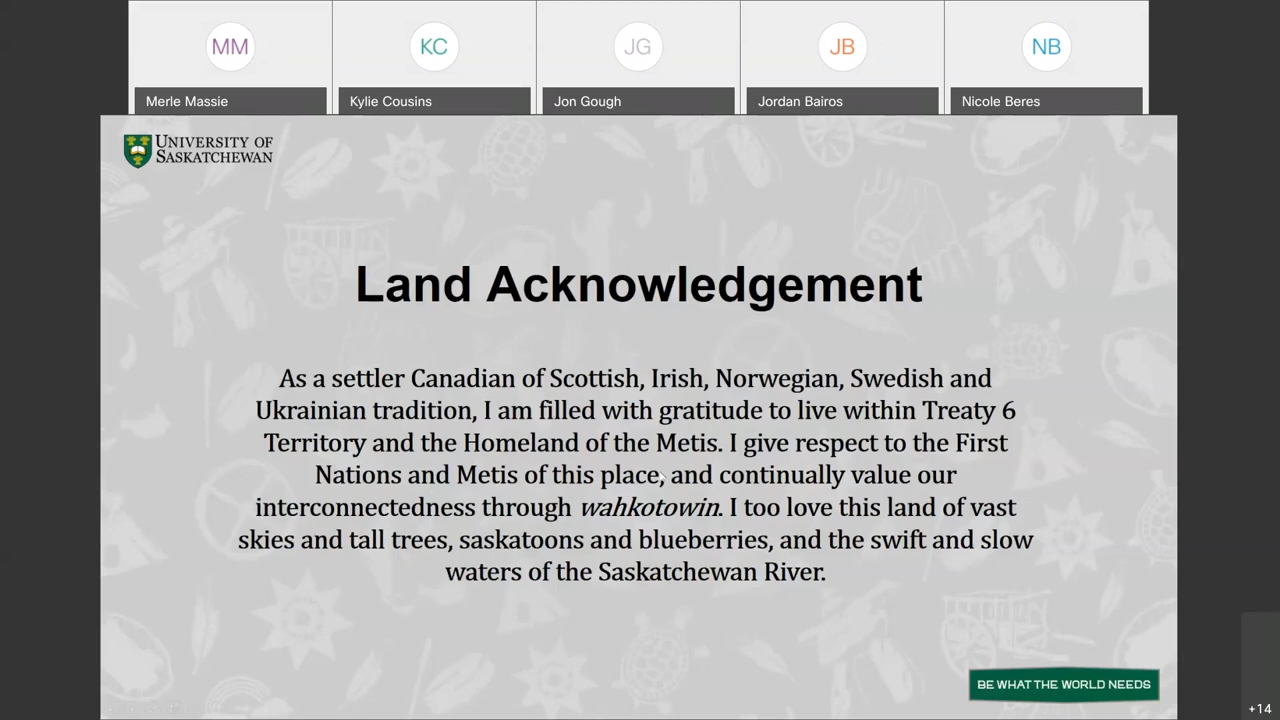 MM
KC
JG
JB
NB
Merle Massie
Kylie Cousins
Jon Gough
Jordan Bairos
Nicole Beres
UNIVERSITY OF
SASKATCHEWAN
Land Acknowledgement
As a settler Canadian of Scottish, Irish, Norwegian, Swedish and
Ukrainian tradition, I am filled with gratitude to live within Treaty 6
Territory and the Homeland of the Metis. I give respect to the First
Nations and Metis of this place, and continually value our
interconnectedness through wahkotowin. I too love this land of vast
skies and tall trees, saskatoons and blueberries, and the swift and slow
waters of the Saskatchewan River.
BE WHAT THE WORLD NEEDS
+14